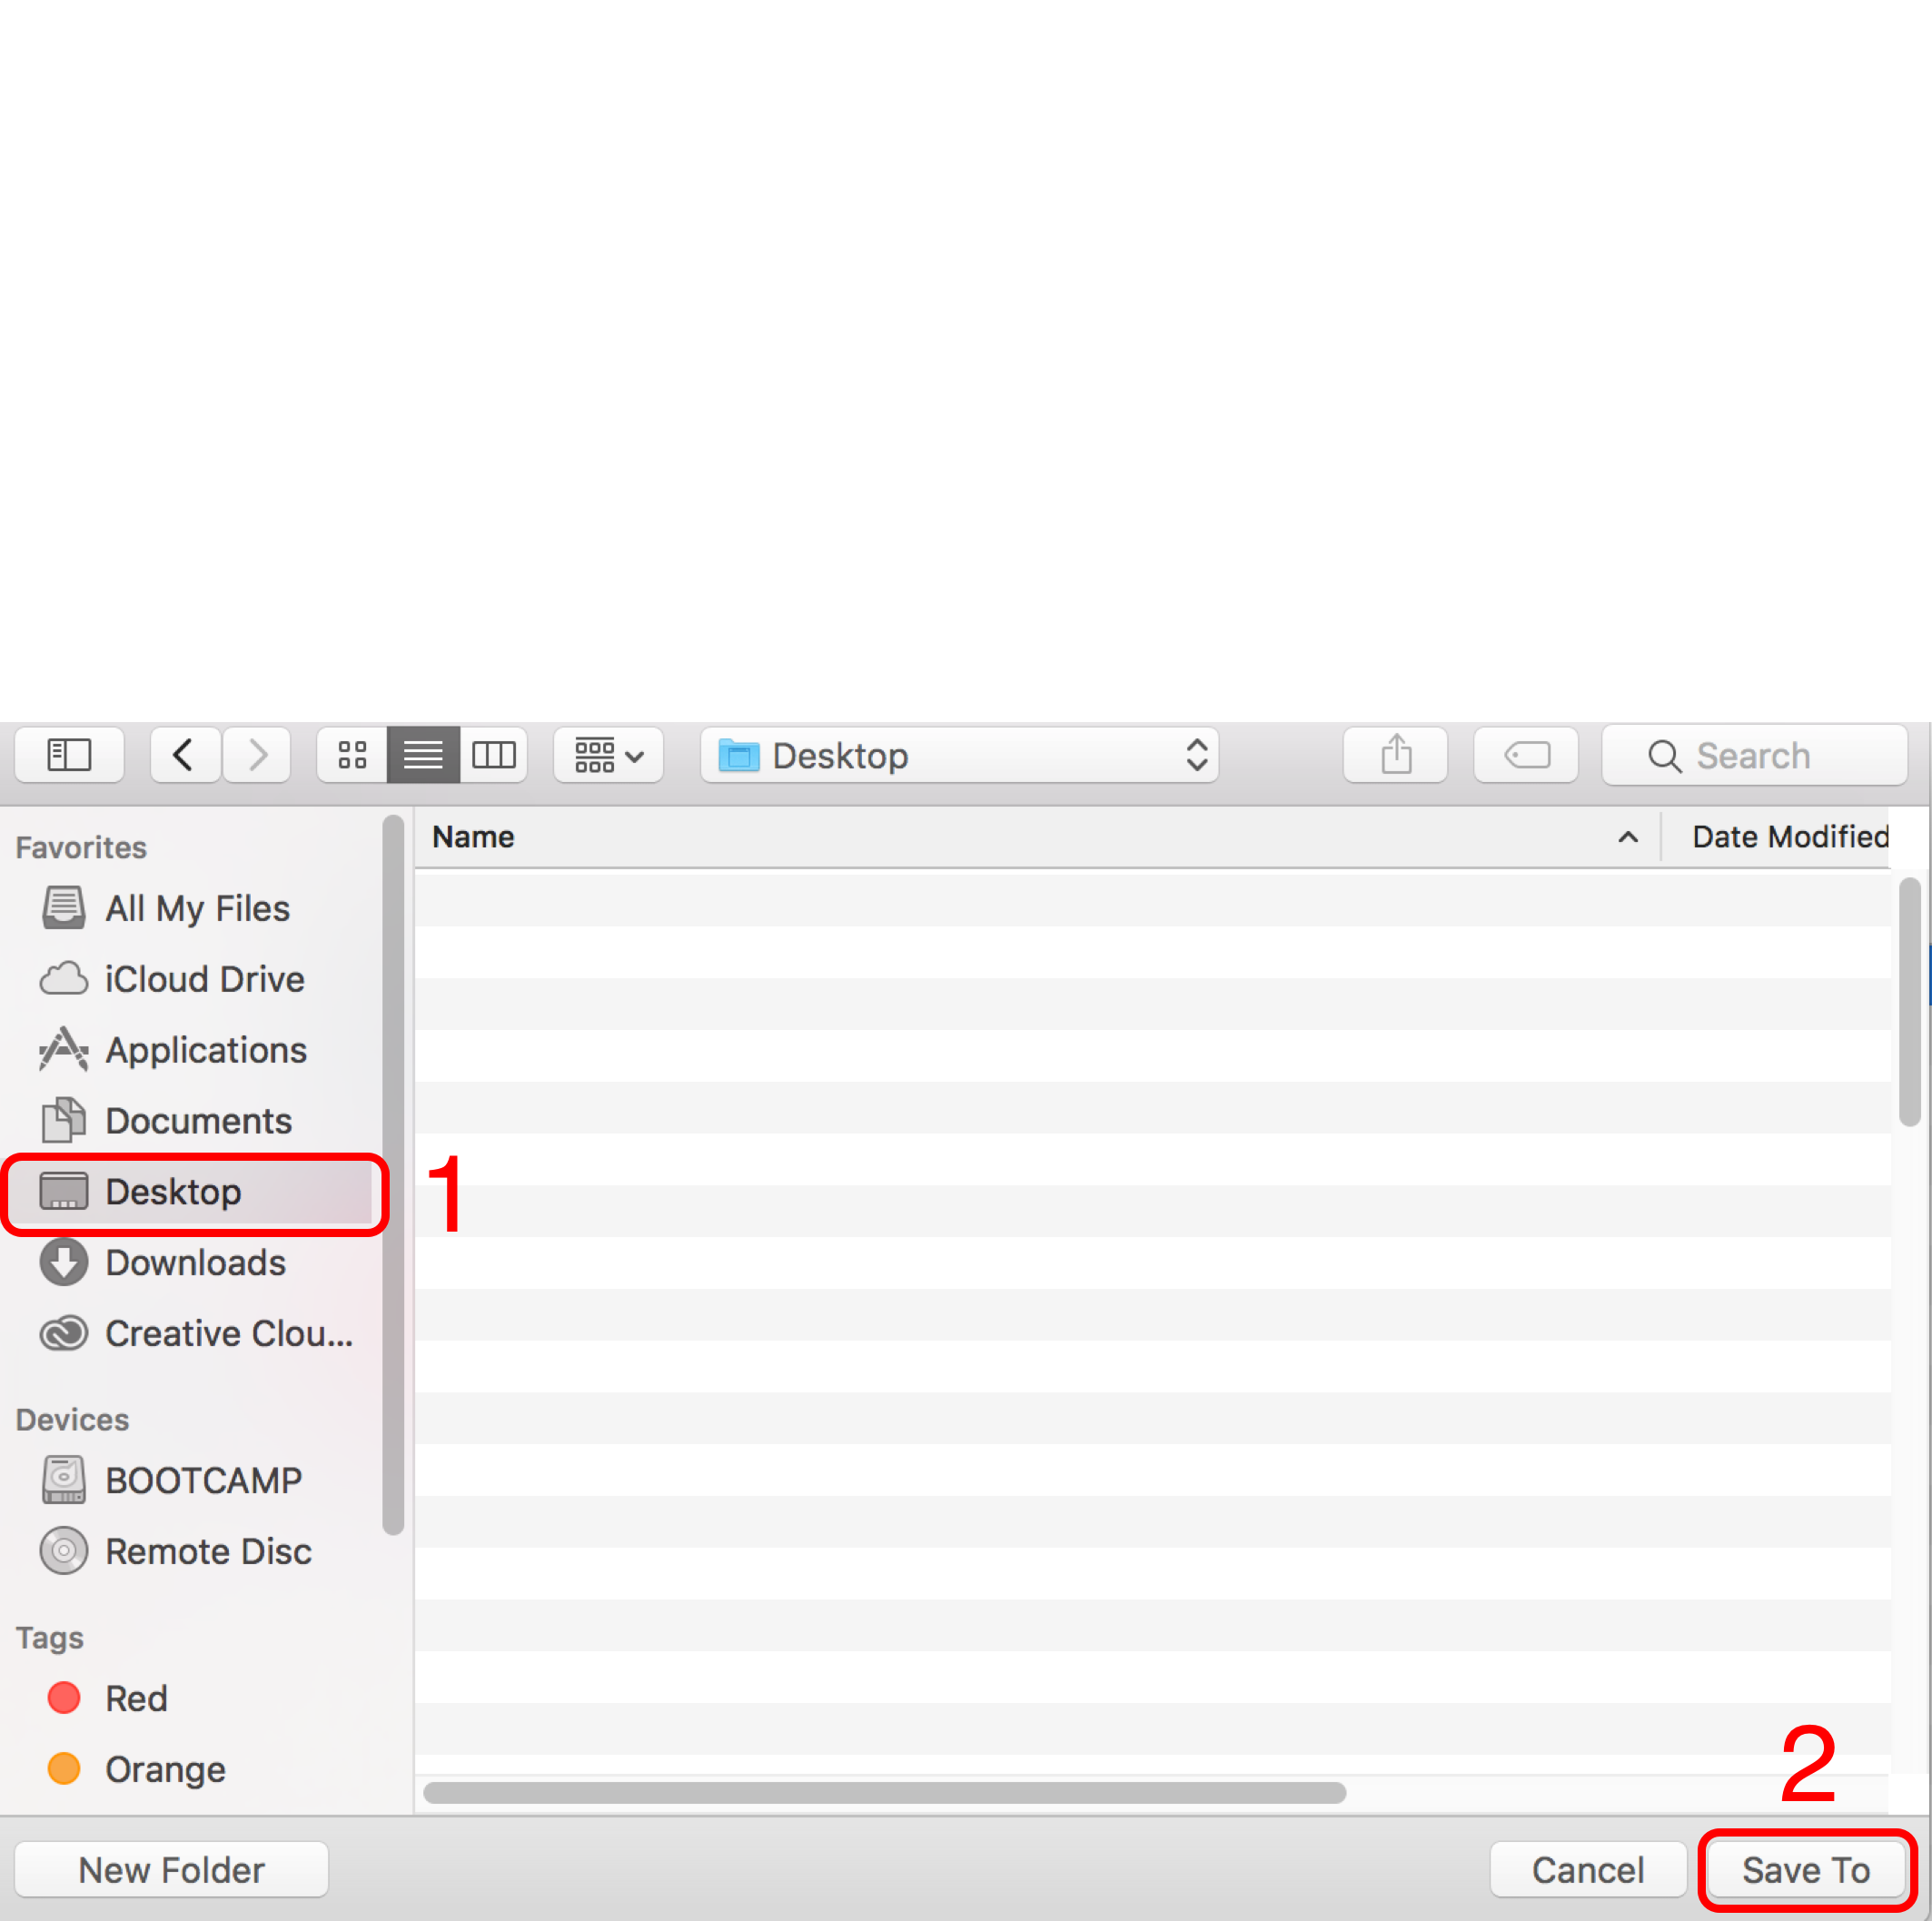 Desktop
Search
Favorites
All My Files
iCloud Drive
Applications
Documents
Desktop
Downloads
Creative Clou...
Devices
BOOTCAMP
Remote Disc
Tags
Red
Orange
Name
Date Modified
1
2
New Folder
Cancel
Save To